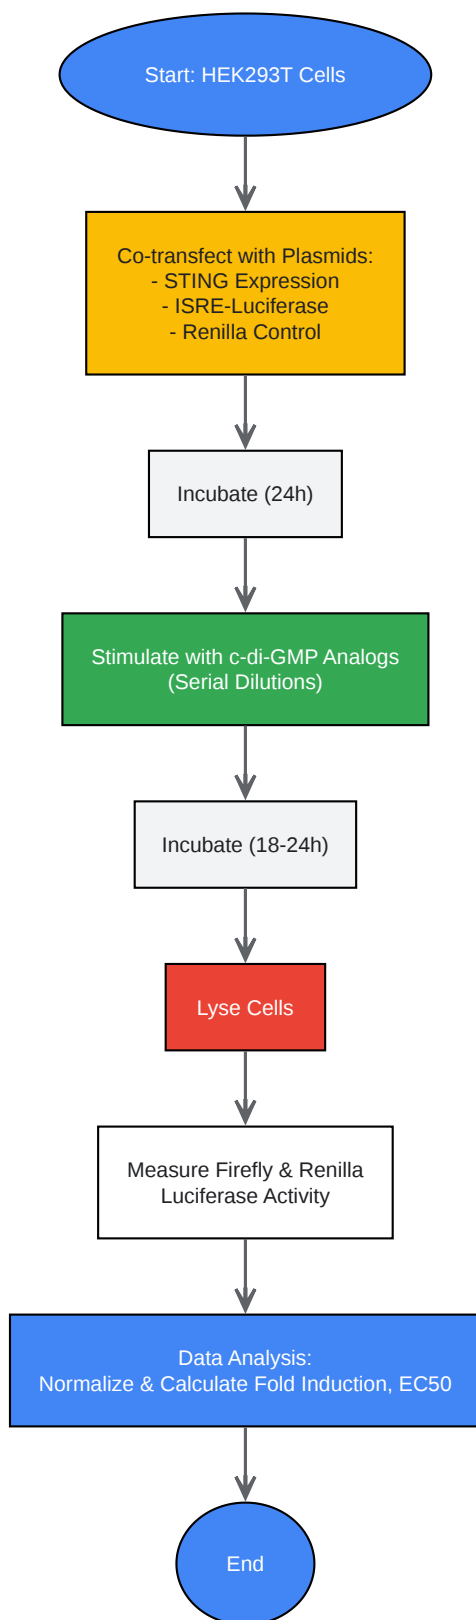 Start: HEK293T Cells
Co-transfect with Plasmids:
- STING Expression
- ISRE-Luciferase
- Renilla Control
Incubate (24h)
Stimulate with c-di-GMP Analogs
(Serial Dilutions)
Incubate (18-24h)
Lyse Cells
Measure Firefly & Renilla
Luciferase Activity
Data Analysis:
Normalize & Calculate Fold Induction, EC50
End